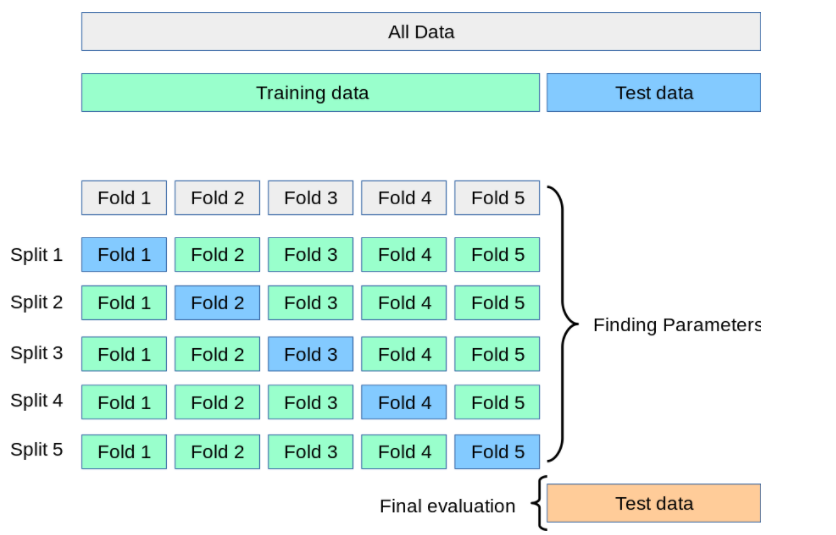 All Data
Training data Test data
Fold 1 Fold 2 Fold 3 Fold 4 Fold 5
Split 1 Fold 1 Fold 2 Fold 3 Fold 4 Fold 5
Split 2 Fold 1 Fold 2 Fold 3 Fold 4 Fold 5
Finding Parameters
Split 3 Fold 1 Fold 2 Fold 3 Fold 4 Fold 5
Split 4 Fold 1 Fold 2 Fold 3 Fold 4 Fold 5
Split 5 Fold 1 Fold 2 Fold 3 Fold 4 Fold 5
Final evaluation Test data